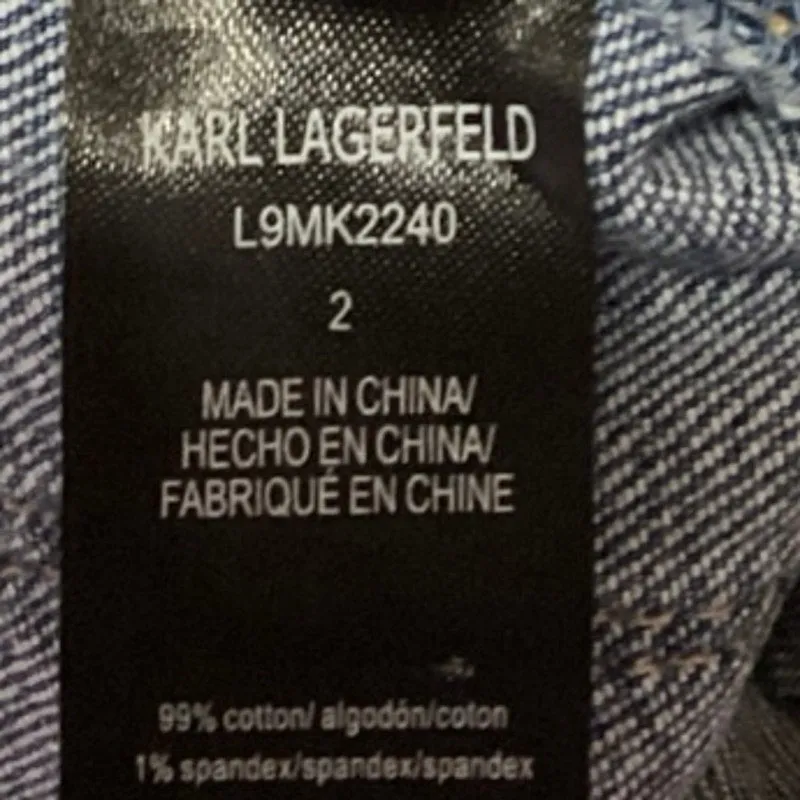 KARL LAGERFELD
L9MK2240
2
MADE IN CHINA/
HECHO EN CHINA/
FABRIQUÉ EN CHINE
99% cotton/ algodón/coton
1% spandex/spandex/spandex